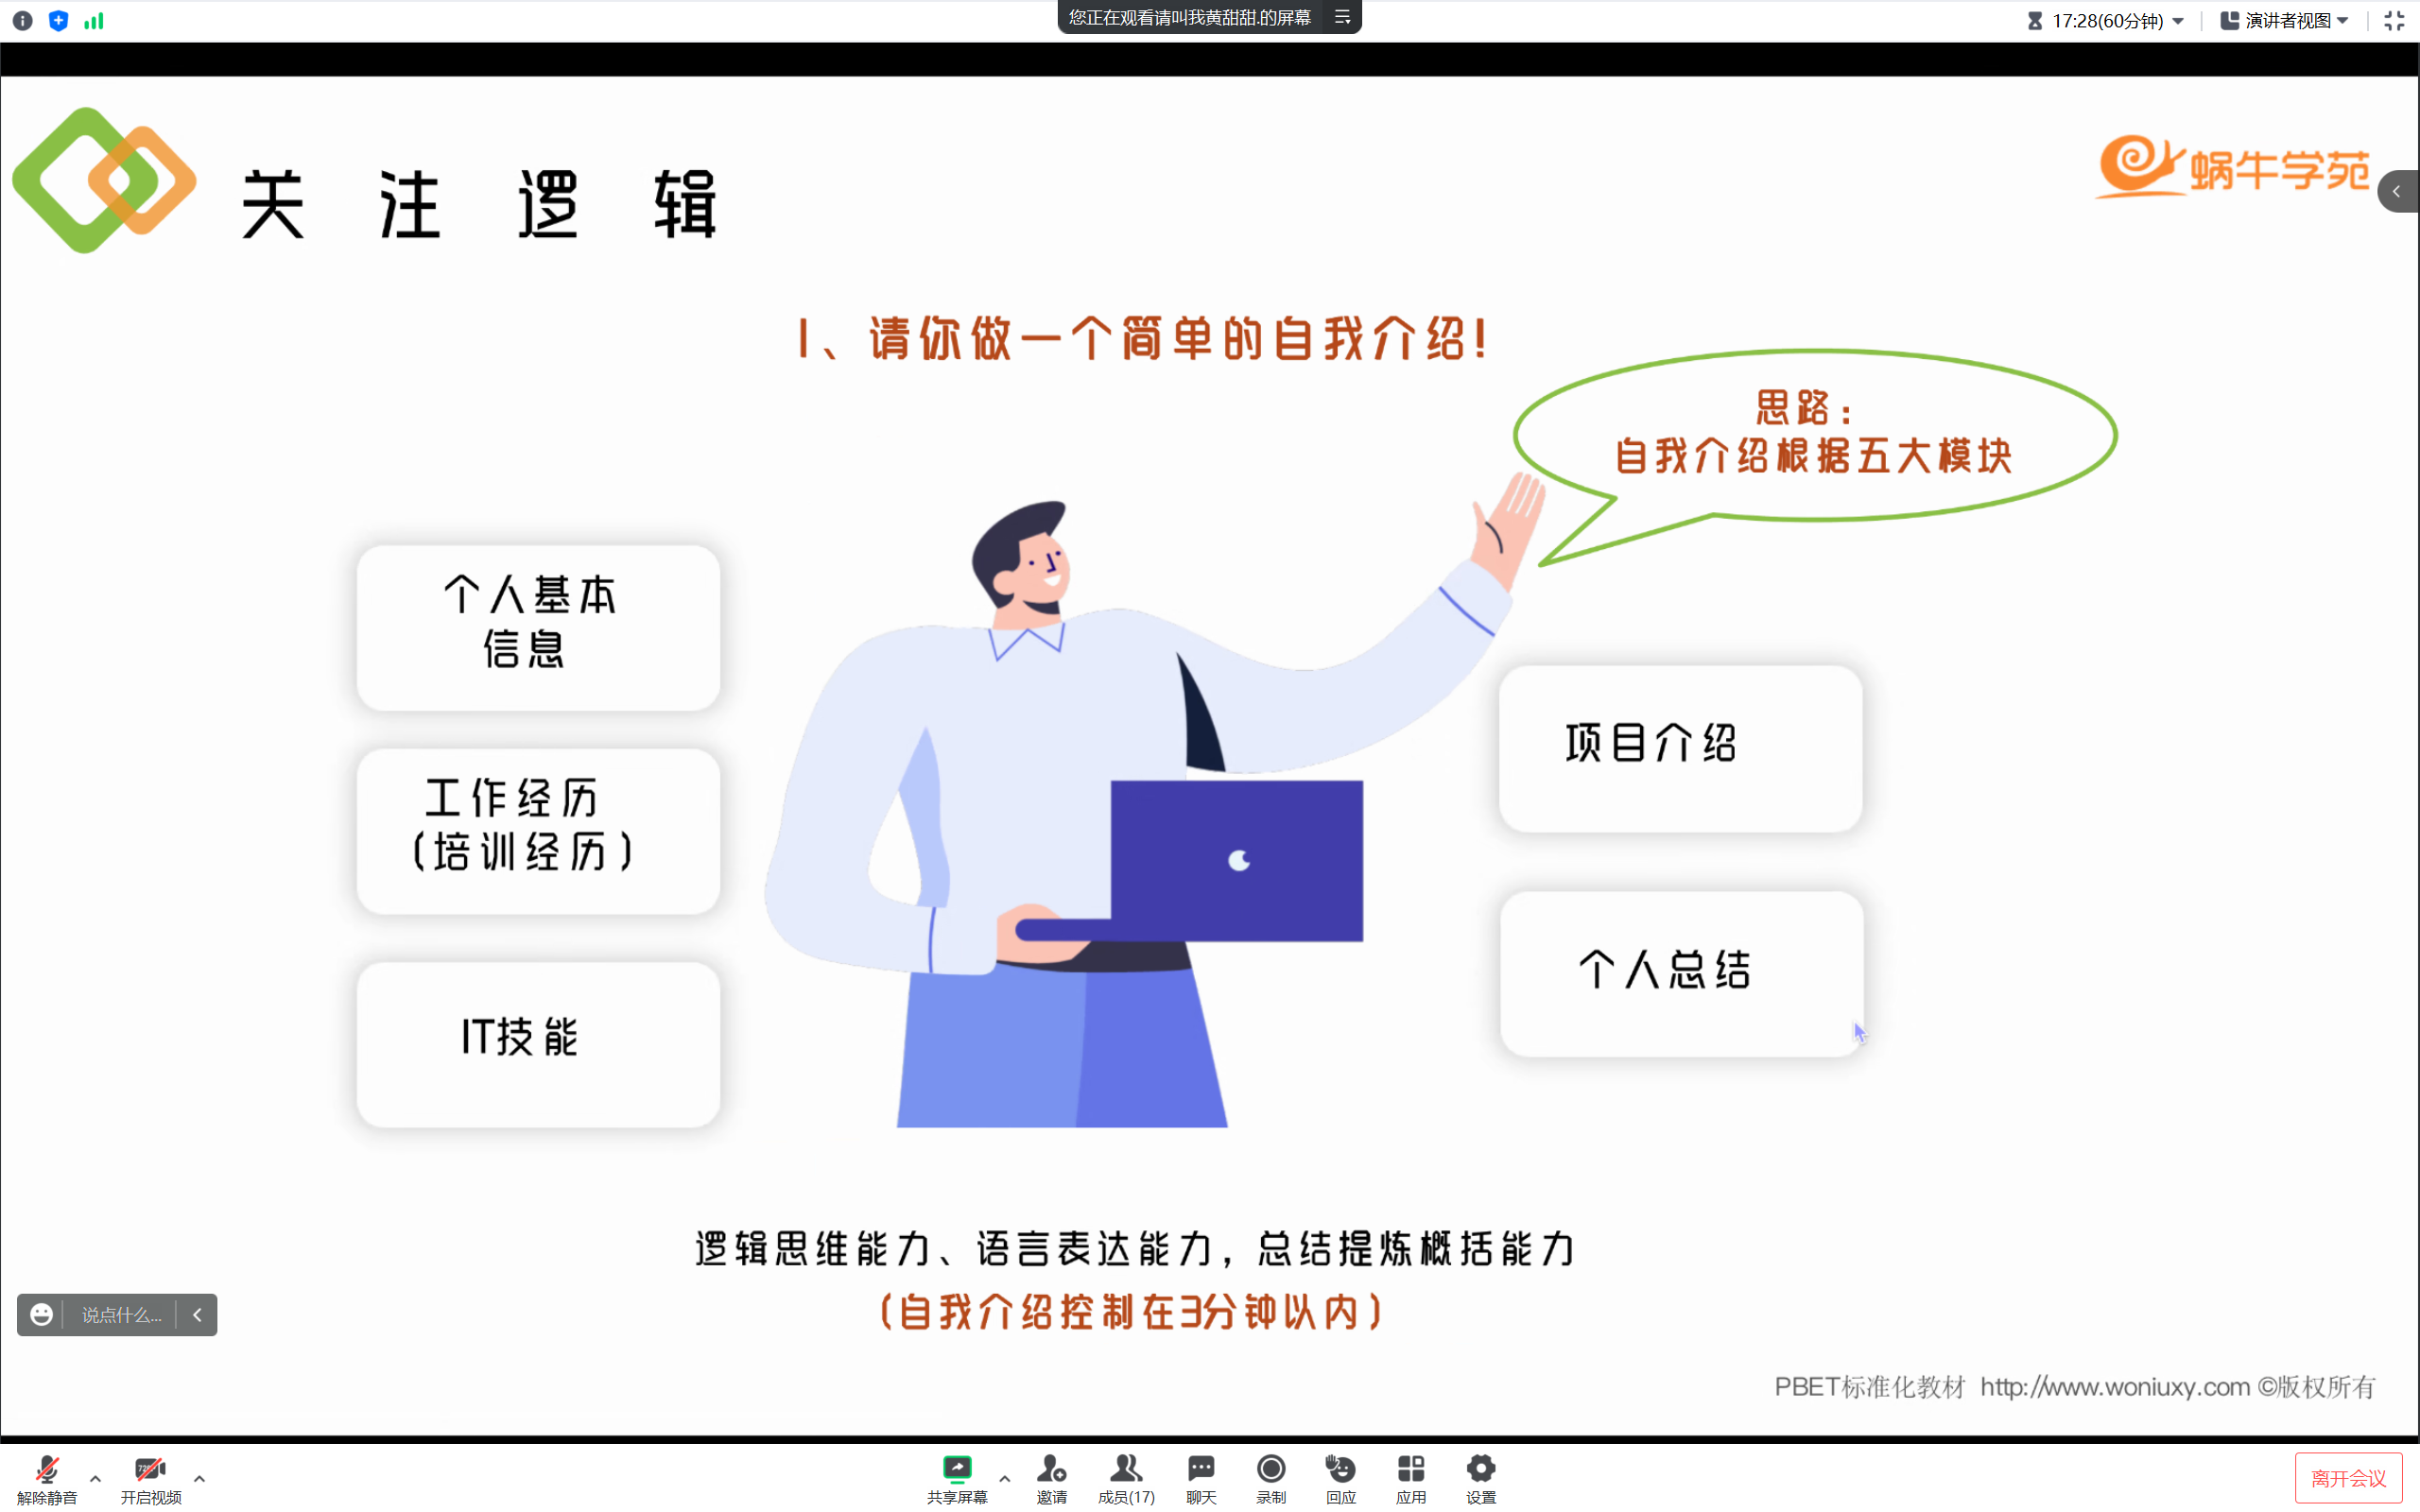 您正在观看请叫我黄甜甜.的屏幕
17:28(60分钟)
演讲者视图
关注逻辑
蜗牛学苑
1、请你做一个简单的自我介绍!
思路:
自我介绍根据五大模块
个人基本
信息
工作经历
(培训经历)
IT技能
项目介绍
个人总结
逻辑思维能力、语言表达能力,总结提炼概括能力
(自我介绍控制在3分钟以内)
说点什么...
PBET标准化教材 http://www.woniuxy.com ©版权所有
解除静音
开启视频
共享屏幕
邀请
成员(17)
聊天
录制
回应
应用
设置
离开会议